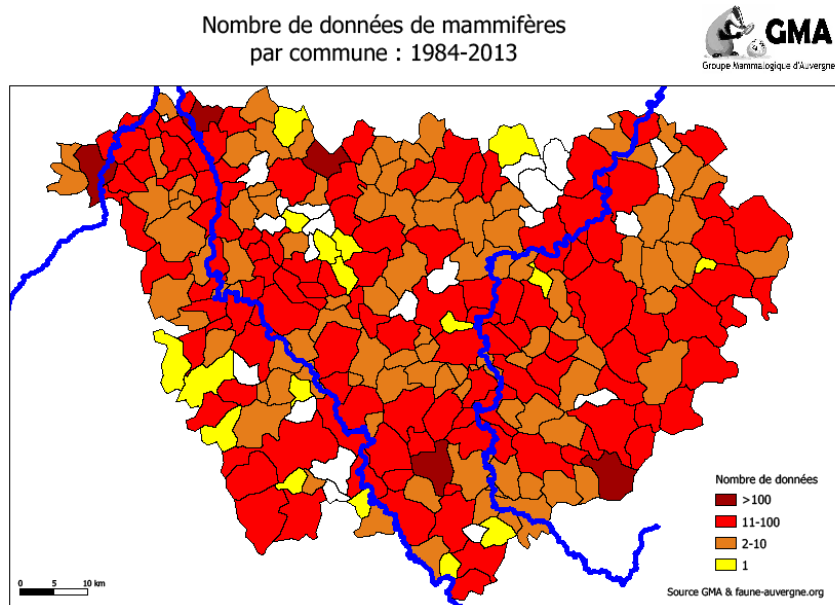 Nombre de données de mammifères
par commune : 1984-2013
GMA
Groupe Mammalogique d'Auvergne
Nombre de données
>100
11-100
2-10
1
0 5 10 km
Source GMA & faune-auvergne.org